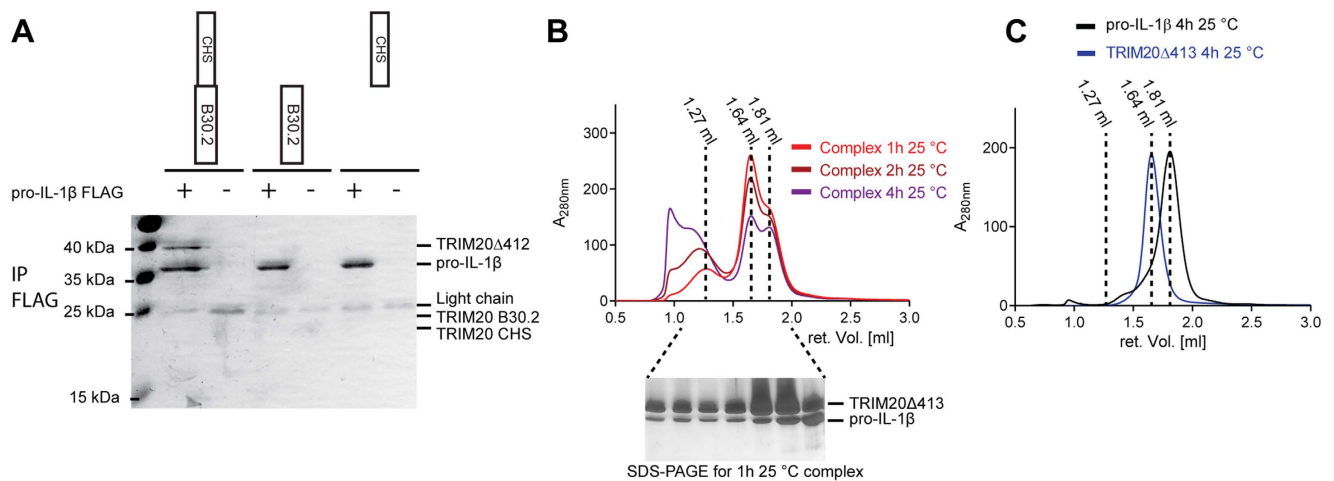 A
CHS
B30.2
B30.2
CHS
pro-IL-1β FLAG + - + - + -
IP
FLAG
40 kDa
35 kDa
25 kDa
15 kDa
TRIM20Δ412
pro-IL-1β
Light chain
TRIM20 B30.2
TRIM20 CHS
B
1.27 ml
1.64 ml
1.81 ml
Complex 1h 25 °C
Complex 2h 25 °C
Complex 4h 25 °C
A280nm
300
200
100
0
0.5 1.0 1.5 2.0 2.5 3.0
ret. Vol. [ml]
TRIM20Δ413
pro-IL-1β
SDS-PAGE for 1h 25 °C complex
C
pro-IL-1β 4h 25 °C
TRIM20Δ413 4h 25 °C
1.27 ml
1.64 ml
1.81 ml
A280nm
200
100
0
0.5 1.0 1.5 2.0 2.5 3.0
ret. Vol. [ml]